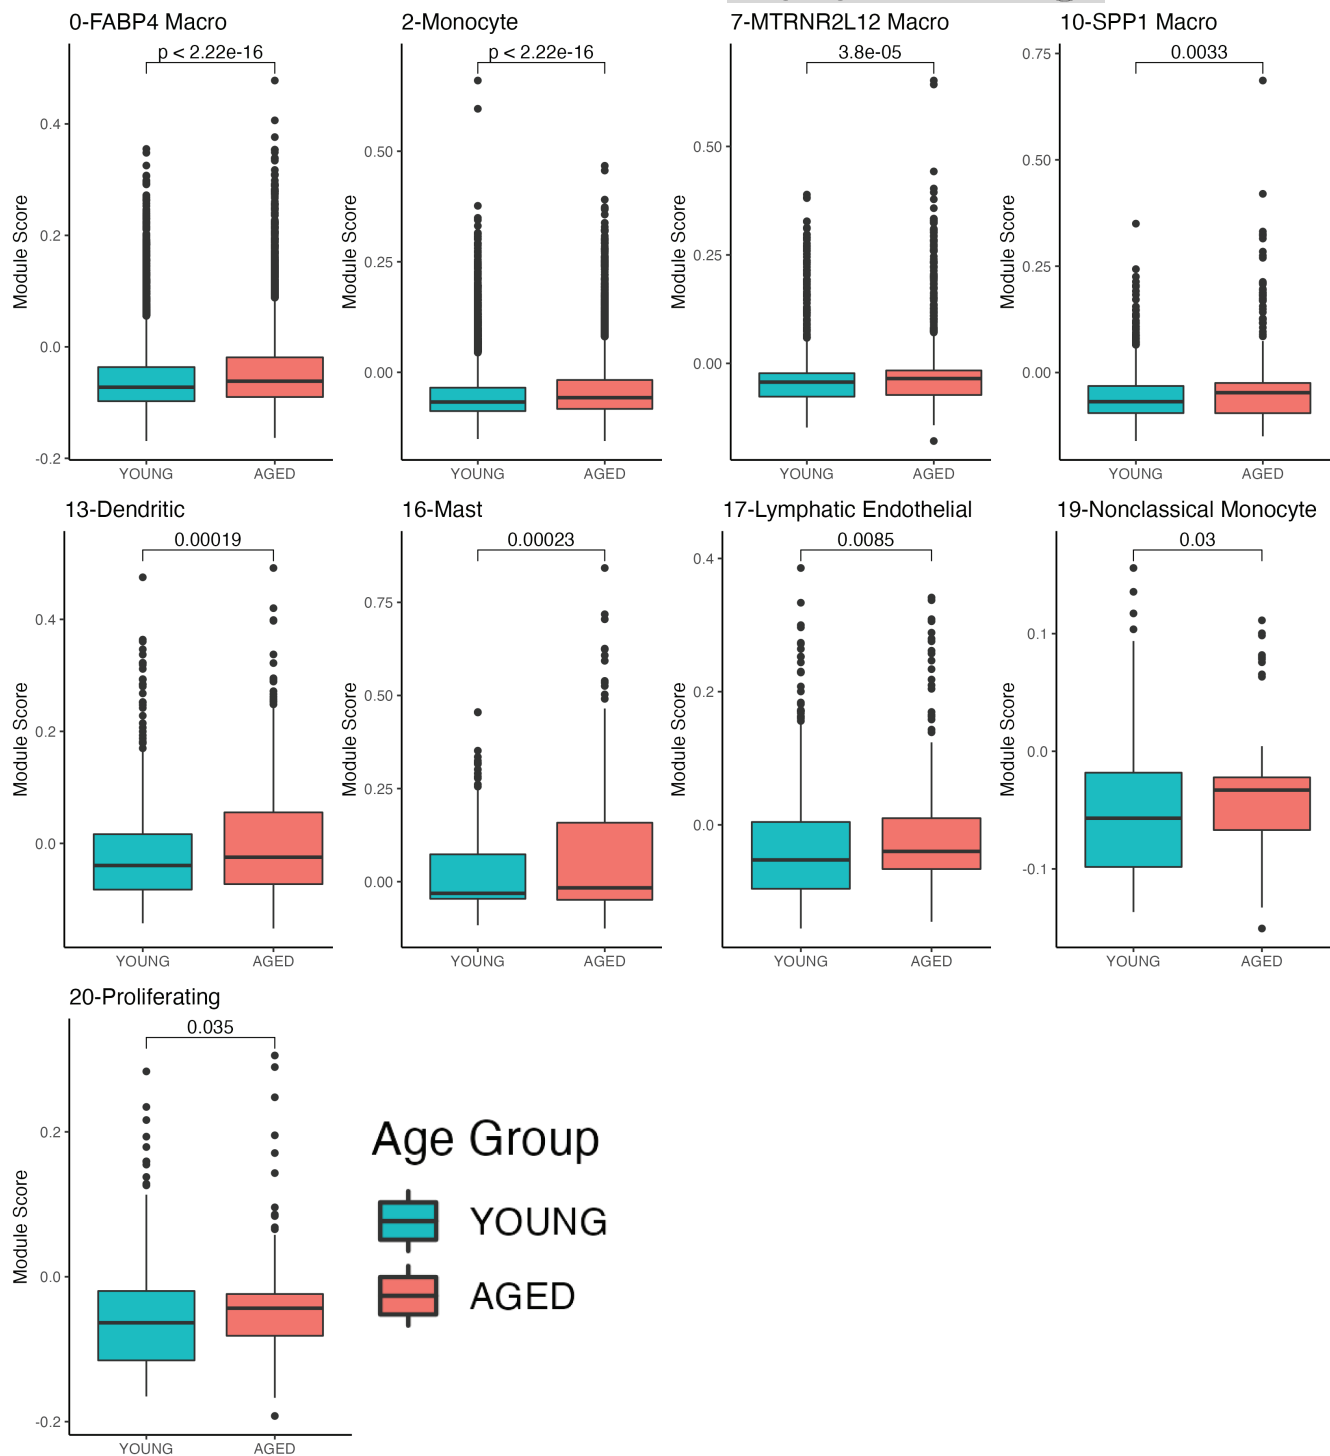 0-FABP4 Macro
p < 2.22e-16
Module Score
0.4
0.2
0.0
-0.2
YOUNG AGED
2-Monocyte
p < 2.22e-16
Module Score
0.50
0.25
0.00
YOUNG AGED
7-MTRNR2L12 Macro
3.8e-05
Module Score
0.50
0.25
0.00
YOUNG AGED
10-SPP1 Macro
0.0033
Module Score
0.75
0.50
0.25
0.00
YOUNG AGED
13-Dendritic
0.00019
Module Score
0.4
0.2
0.0
YOUNG AGED
16-Mast
0.00023
Module Score
0.75
0.50
0.25
0.00
YOUNG AGED
17-Lymphatic Endothelial
0.0085
Module Score
0.4
0.2
0.0
YOUNG AGED
19-Nonclassical Monocyte
0.03
Module Score
0.1
0.0
-0.1
YOUNG AGED
20-Proliferating
0.035
Module Score
0.2
0.0
-0.2
YOUNG AGED
Age Group
YOUNG
AGED